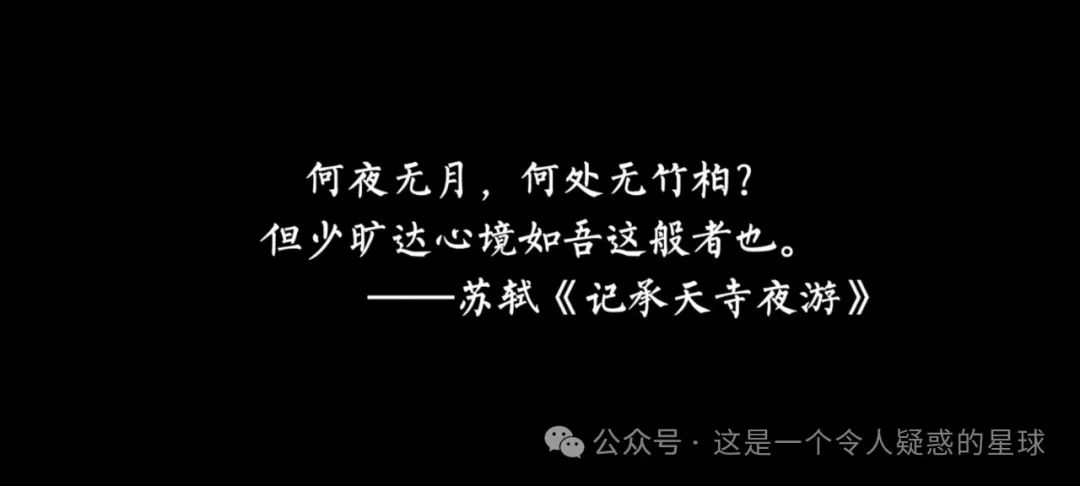 何夜无月，何处无竹柏？
但少旷达心境如吾这般者也。
——苏轼《记承天寺夜游》
公众号·这是一个令人疑惑的星球